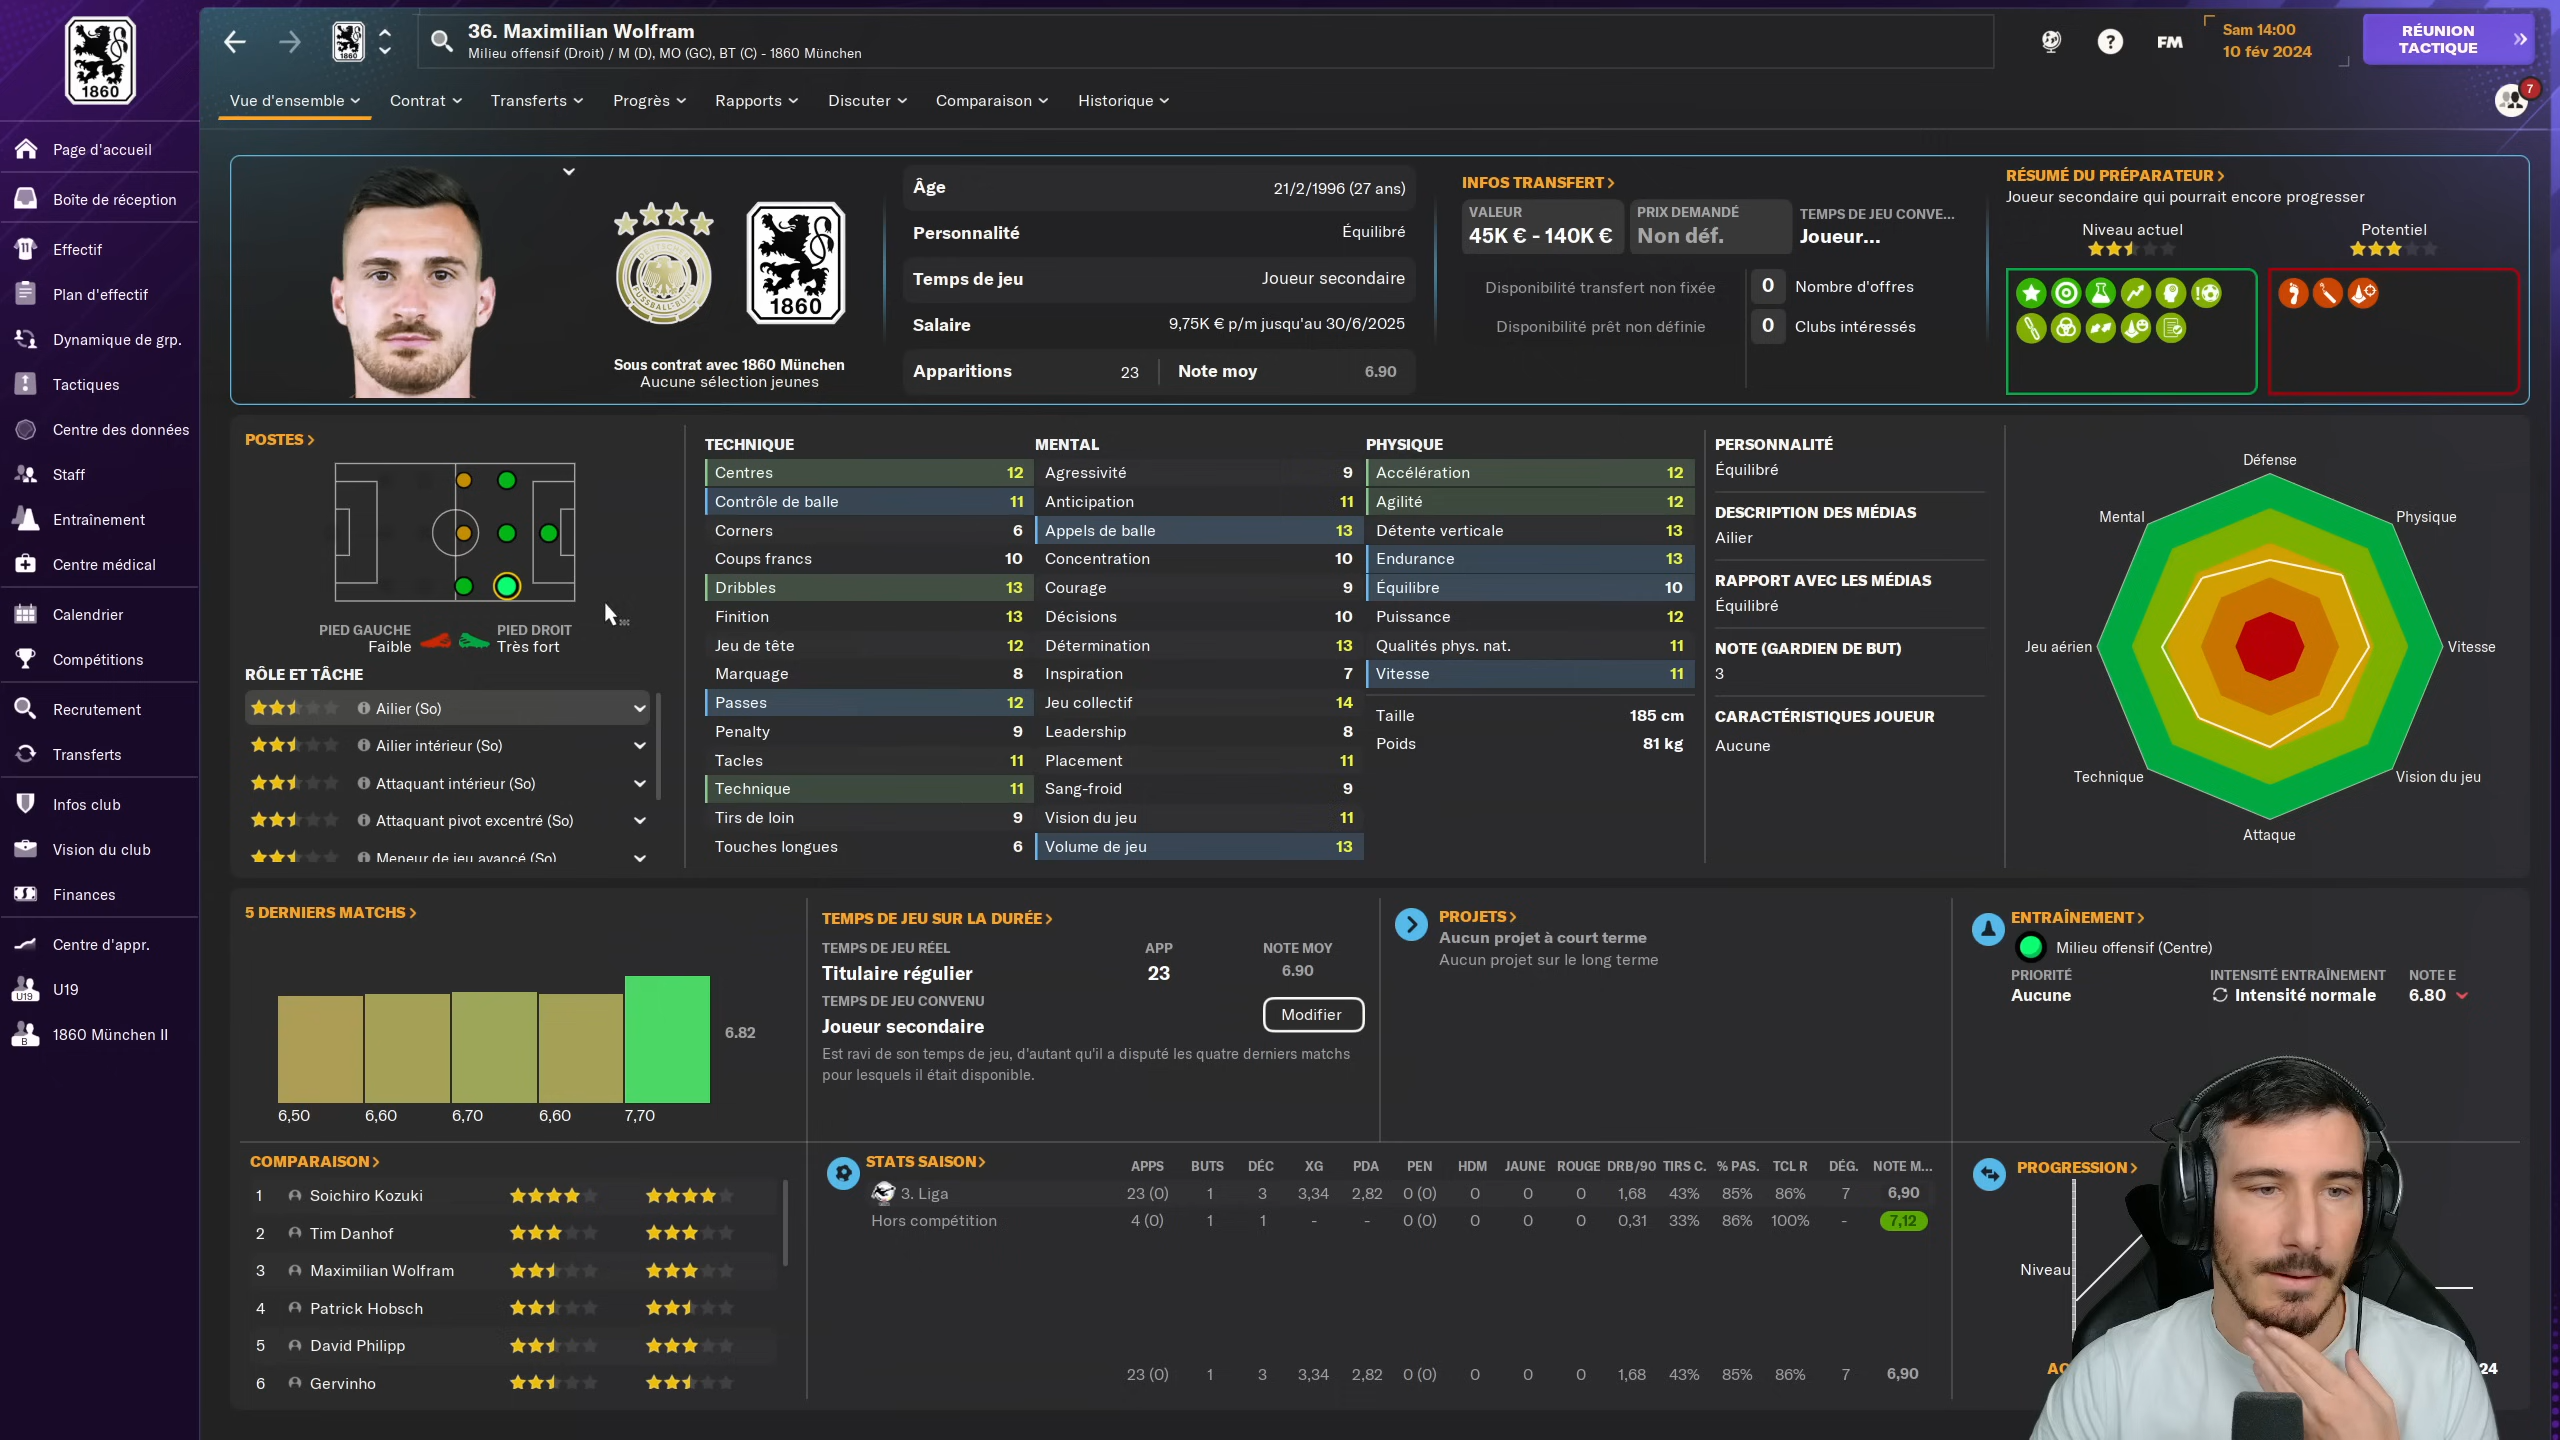 1860
36. Maximilian Wolfram
Milieu offensif (Droit) / M (D), MO (GC), BT (C) - 1860 München
FM
Sam 14:00
10 fév 2024
RÉUNION
TACTIQUE
7
Vue d'ensemble
Contrat
Transferts
Progrès
Rapports
Discuter
Comparaison
Historique
Page d'accueil
Boîte de réception
Effectif
Plan d'effectif
Dynamique de grp.
Tactiques
Centre des données
Staff
Entraînement
Centre médical
Calendrier
Compétitions
Recrutement
Transferts
Infos club
Vision du club
Finances
Centre d'appr.
U19
1860 München II
1860
Sous contrat avec 1860 München
Aucune sélection jeunes
Âge 21/2/1996 (27 ans)
Personnalité Équilibré
Temps de jeu Joueur secondaire
Salaire 9,75K € p/m jusqu'au 30/6/2025
Apparitions 23 Note moy 6.90
INFOS TRANSFERT
VALEUR
45K € - 140K €
PRIX DEMANDÉ
Non déf.
TEMPS DE JEU CONVE...
Joueur...
Disponibilité transfert non fixée
0 Nombre d'offres
Disponibilité prêt non définie
0 Clubs intéressés
RÉSUMÉ DU PRÉPARATEUR
Joueur secondaire qui pourrait encore progresser
Niveau actuel
Potentiel
POSTES
PIED GAUCHE
Faible
PIED DROIT
Très fort
RÔLE ET TÂCHE
Ailier (So)
Ailier intérieur (So)
Attaquant intérieur (So)
Attaquant pivot excentré (So)
Meneur de jeu avancé (So)
TECHNIQUE
Centres 12
Contrôle de balle 11
Corners 6
Coups francs 10
Dribbles 13
Finition 13
Jeu de tête 12
Marquage 8
Passes 12
Penalty 9
Tacles 11
Technique 11
Tirs de loin 9
Touches longues 6
MENTAL
Agressivité 9
Anticipation 11
Appels de balle 13
Concentration 10
Courage 9
Décisions 10
Détermination 13
Inspiration 7
Jeu collectif 14
Leadership 8
Placement 11
Sang-froid 9
Vision du jeu 11
Volume de jeu 13
PHYSIQUE
Accélération 12
Agilité 12
Détente verticale 13
Endurance 13
Équilibre 10
Puissance 12
Qualités phys. nat. 11
Vitesse 11
Taille 185 cm
Poids 81 kg
PERSONNALITÉ
Équilibré
DESCRIPTION DES MÉDIAS
Ailier
RAPPORT AVEC LES MÉDIAS
Équilibré
NOTE (GARDIEN DE BUT)
3
CARACTÉRISTIQUES JOUEUR
Aucune
Défense
Physique
Vitesse
Vision du jeu
Attaque
Technique
Jeu aérien
Mental
5 DERNIERS MATCHS
6,50 6,60 6,70 6,60 7,70
6.82
TEMPS DE JEU SUR LA DURÉE
TEMPS DE JEU RÉEL APP NOTE MOY
Titulaire régulier 23 6.90
TEMPS DE JEU CONVENU
Joueur secondaire
Modifier
Est ravi de son temps de jeu, d'autant qu'il a disputé les quatre derniers matchs
pour lesquels il était disponible.
PROJETS
Aucun projet à court terme
Aucun projet sur le long terme
ENTRAÎNEMENT
Milieu offensif (Centre)
PRIORITÉ INTENSITÉ ENTRAÎNEMENT NOTE E
Aucune Intensité normale 6.80
COMPARAISON
1 Soichiro Kozuki
2 Tim Danhof
3 Maximilian Wolfram
4 Patrick Hobsch
5 David Philipp
6 Gervinho
STATS SAISON APPS BUTS DÉC XG PDA PEN HDM JAUNE ROUGE DRB/90 TIRS C. % PAS. TCL R DÉG. NOTE M...
3. Liga 23 (0) 1 3 3,34 2,82 0 (0) 0 0 0 1,68 43% 85% 86% 7 6,90
Hors compétition 4 (0) 1 1 - - 0 (0) 0 0 0 0,31 33% 86% 100% - 7,12
23 (0) 1 3 3,34 2,82 0 (0) 0 0 0 1,68 43% 85% 86% 7 6,90
PROGRESSION
Niveau
24